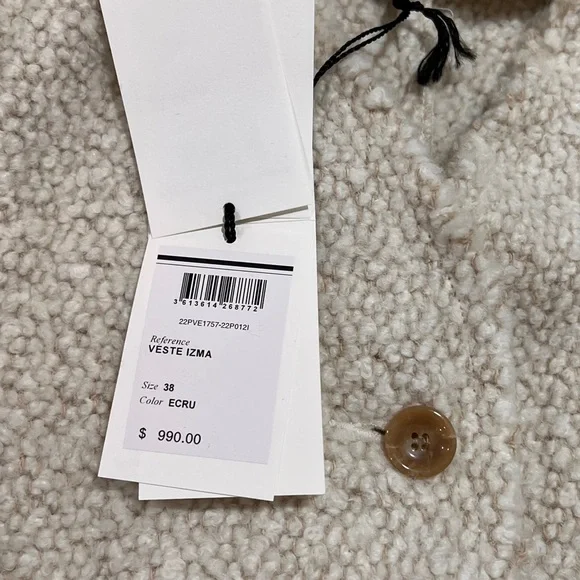 3 613614 268772
22PVE1757-22P012I
Reference
VESTE IZMA
Size 38
Color ECRU
$ 990.00